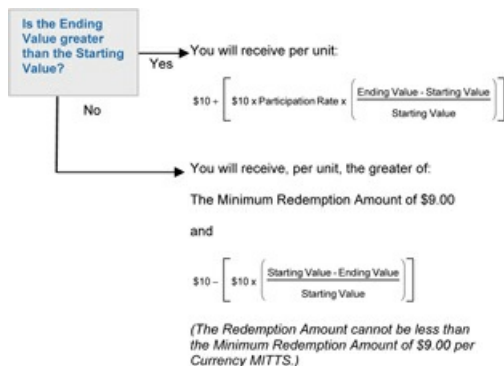 Is the Ending
Value greater
than the Starting
Value?
Yes
You will receive per unit:
$10 + [ $10 x Participation Rate x ( Ending Value - Starting Value
Starting Value ) ]
No
You will receive, per unit, the greater of:
The Minimum Redemption Amount of $9.00
and
$10 – [ $10 x ( Starting Value - Ending Value
Starting Value ) ]
(The Redemption Amount cannot be less than
the Minimum Redemption Amount of $9.00 per
Currency MITTS.)